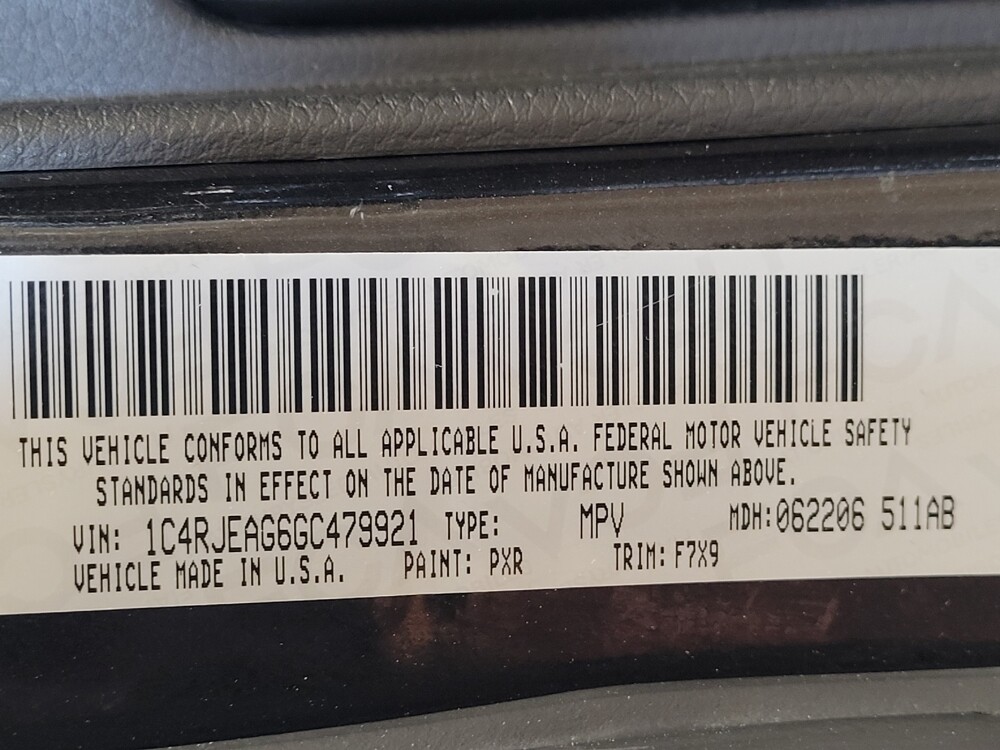 THIS VEHICLE CONFORMS TO ALL APPLICABLE U.S.A. FEDERAL MOTOR VEHICLE SAFETY
STANDARDS IN EFFECT ON THE DATE OF MANUFACTURE SHOWN ABOVE.
VIN: 1C4RJEAG6GC479921 TYPE: MPV MDH:062206 511AB
VEHICLE MADE IN U.S.A. PAINT: PXR TRIM: F7X9